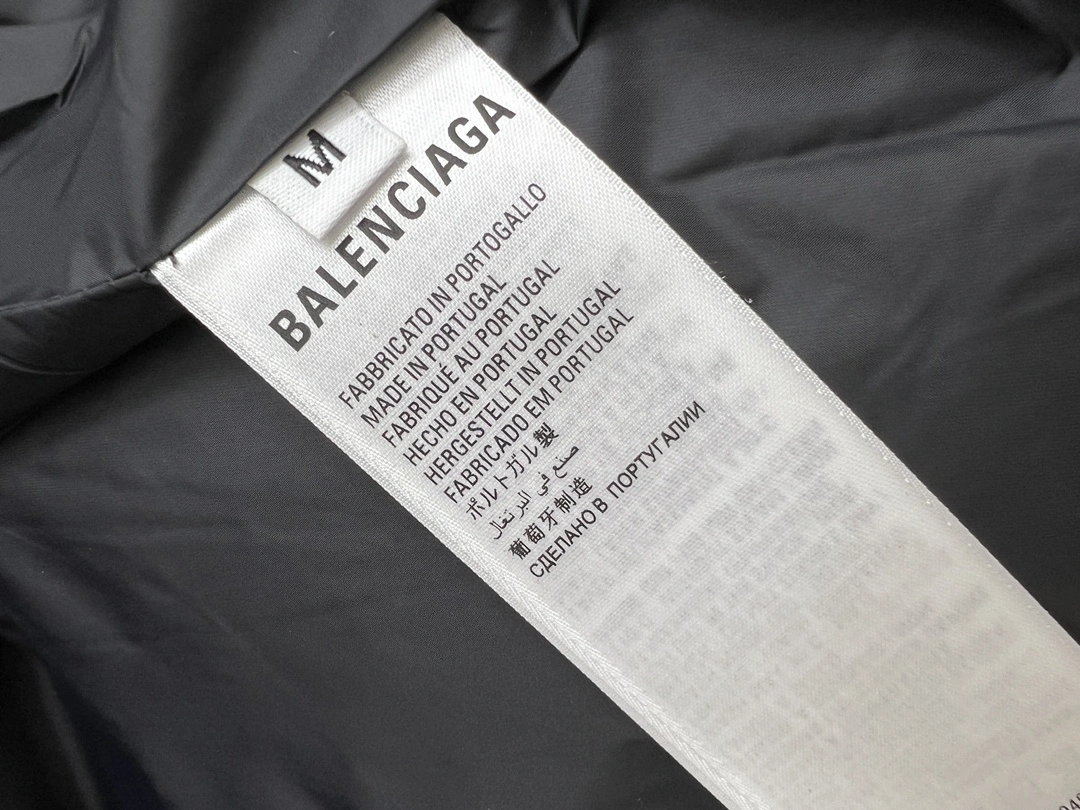 M
BALENCIAGA
FABBRICATO IN PORTOGALLO
MADE IN PORTUGAL
FABRIQUÉ AU PORTUGAL
HECHO EN PORTUGAL
HERGESTELLT IN PORTUGAL
FABRICADO EM PORTUGAL
ポルトガル製
صنع في البرتغال
葡萄牙制造
СДЕЛАНО В ПОРТУГАЛИИ